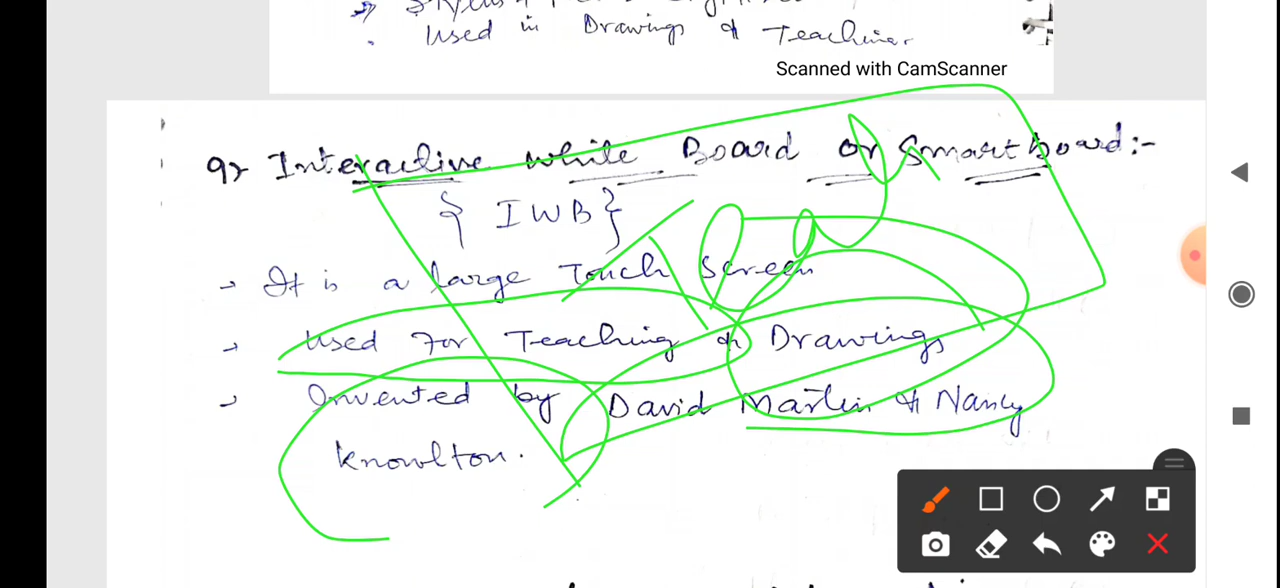 Used in Drawings &
Scanned with CamScanner
9) Interactive White Board or Smart board:-
{ IWB }
→ It is a large Touch Screen
→ Used For Teaching & Drawings
→ Invented by David Martin & Nancy
Knowlton.